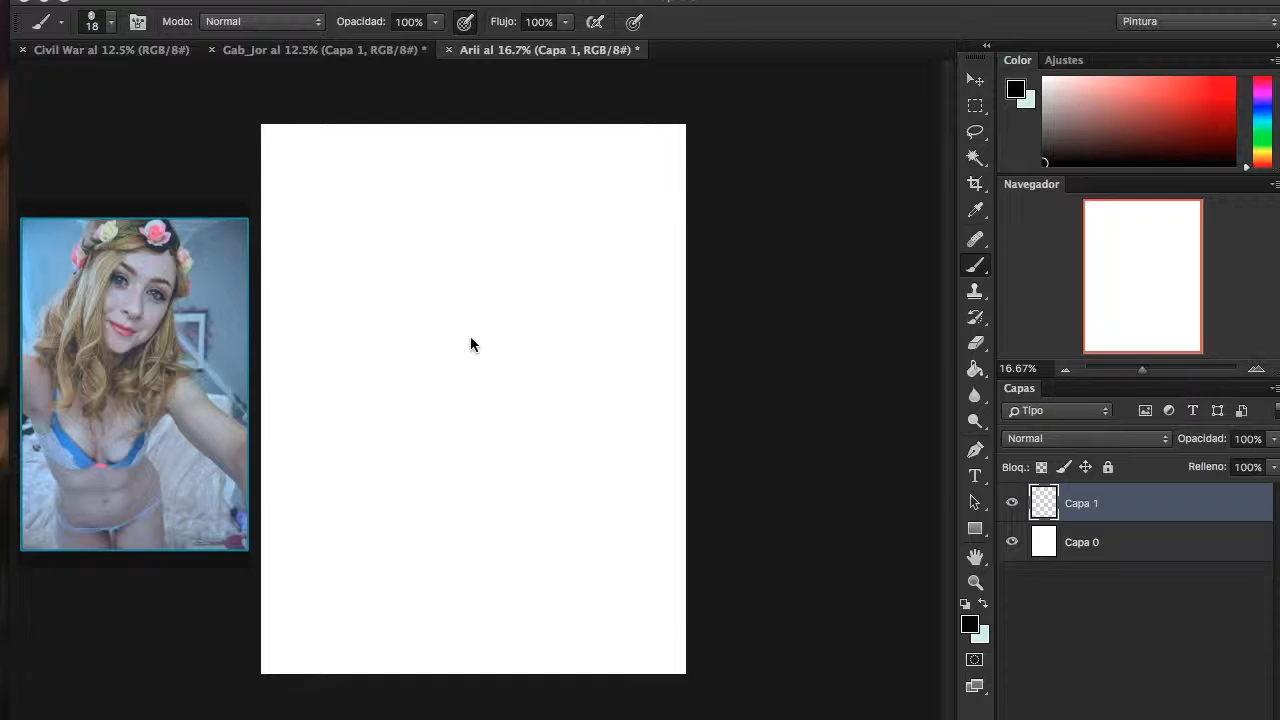 18 Modo: Normal Opacidad: 100% Flujo: 100% Pintura
× Civil War al 12.5% (RGB/8#) × Gab_Jor al 12.5% (Capa 1, RGB/8#) * × Arii al 16.7% (Capa 1, RGB/8#) *
Color Ajustes
Navegador
16.67%
Capas
Tipo
Normal Opacidad: 100%
Bloq.: Relleno: 100%
Capa 1
Capa 0